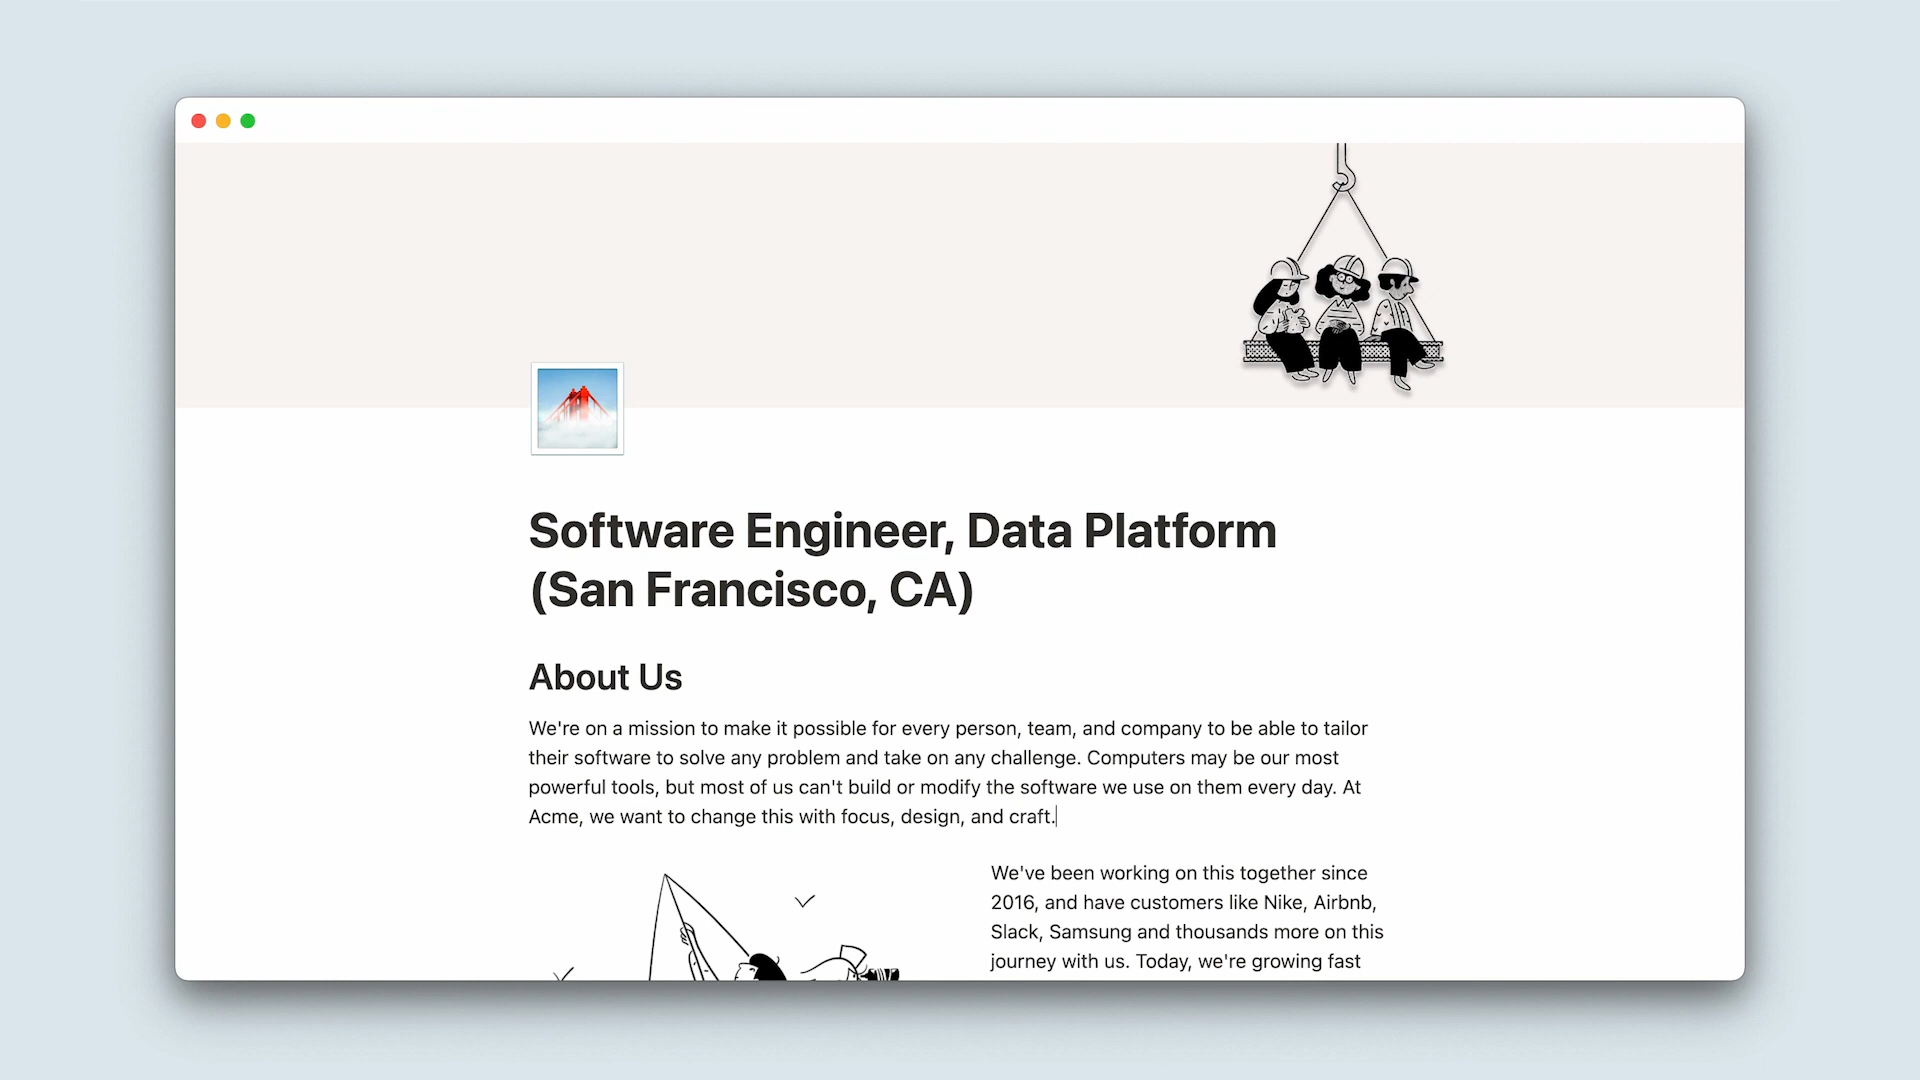 Software Engineer, Data Platform
(San Francisco, CA)
About Us
We're on a mission to make it possible for every person, team, and company to be able to tailor
their software to solve any problem and take on any challenge. Computers may be our most
powerful tools, but most of us can't build or modify the software we use on them every day. At
Acme, we want to change this with focus, design, and craft.
We've been working on this together since
2016, and have customers like Nike, Airbnb,
Slack, Samsung and thousands more on this
journey with us. Today, we're growing fast